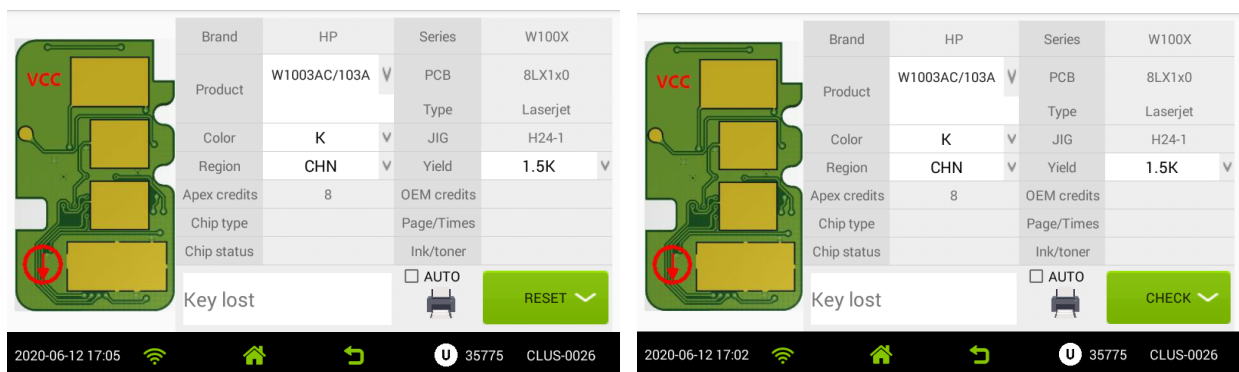 VCC
Brand HP Series W100X
Product W1003AC/103A PCB 8LX1x0
Type Laserjet
Color K JIG H24-1
Region CHN Yield 1.5K
Apex credits 8 OEM credits
Chip type Page/Times
Chip status Ink/toner
Key lost AUTO RESET
2020-06-12 17:05 U 35775 CLUS-0026
VCC
Brand HP Series W100X
Product W1003AC/103A PCB 8LX1x0
Type Laserjet
Color K JIG H24-1
Region CHN Yield 1.5K
Apex credits 8 OEM credits
Chip type Page/Times
Chip status Ink/toner
Key lost AUTO CHECK
2020-06-12 17:02 U 35775 CLUS-0026